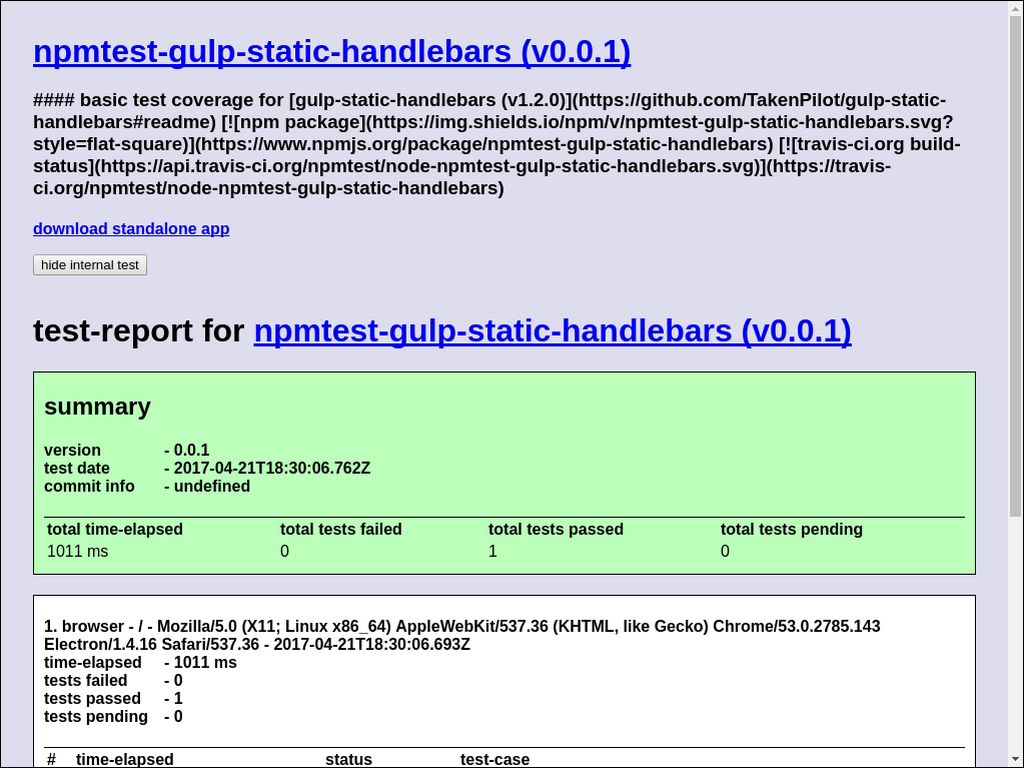 npmtest-gulp-static-handlebars (v0.0.1)
#### basic test coverage for [gulp-static-handlebars (v1.2.0)](https://github.com/TakenPilot/gulp-static-
handlebars#readme) [![npm package](https://img.shields.io/npm/v/npmtest-gulp-static-handlebars.svg?
style=flat-square)](https://www.npmjs.org/package/npmtest-gulp-static-handlebars) [![travis-ci.org build-
status](https://api.travis-ci.org/npmtest/node-npmtest-gulp-static-handlebars.svg)](https://travis-
ci.org/npmtest/node-npmtest-gulp-static-handlebars)
download standalone app
hide internal test
test-report for npmtest-gulp-static-handlebars (v0.0.1)
summary
version - 0.0.1
test date - 2017-04-21T18:30:06.762Z
commit info - undefined
total time-elapsed total tests failed total tests passed total tests pending
1011 ms 0 1 0
1. browser - / - Mozilla/5.0 (X11; Linux x86_64) AppleWebKit/537.36 (KHTML, like Gecko) Chrome/53.0.2785.143
Electron/1.4.16 Safari/537.36 - 2017-04-21T18:30:06.693Z
time-elapsed - 1011 ms
tests failed - 0
tests passed - 1
tests pending - 0
# time-elapsed status test-case